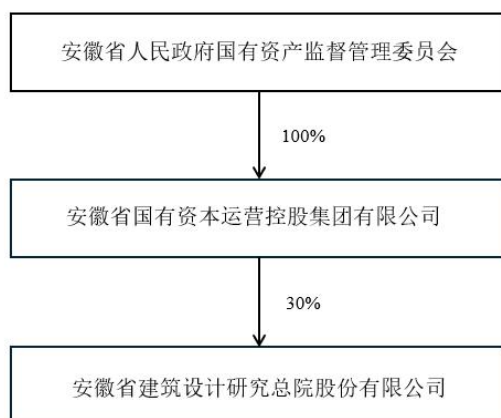 安徽省人民政府国有资产监督管理委员会
100%
安徽省国有资本运营控股集团有限公司
30%
安徽省建筑设计研究总院股份有限公司